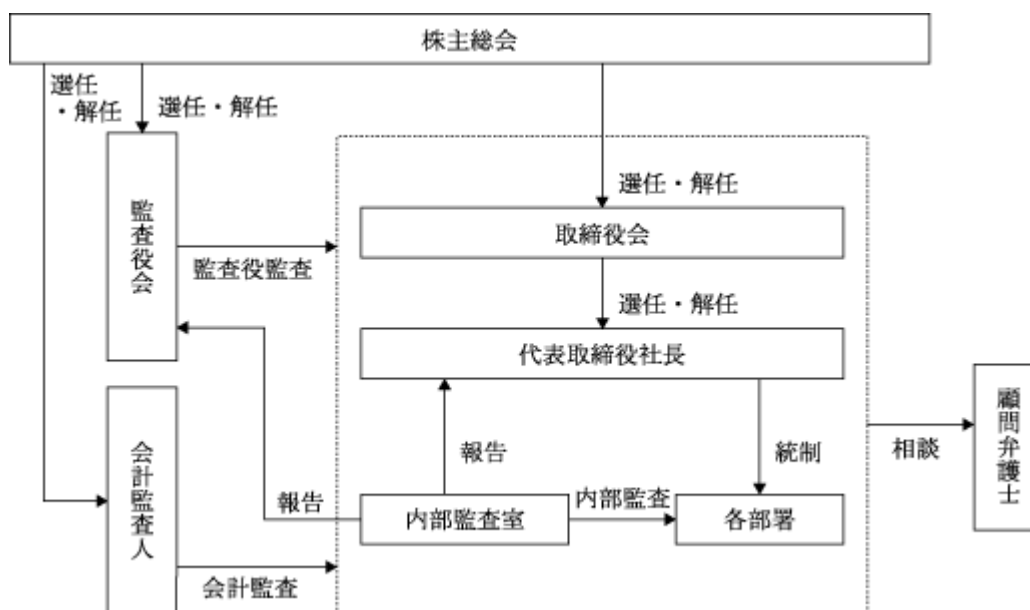 株主総会
選任
・解任
選任・解任
選任・解任
監査役会
取締役会
監査役監査
選任・解任
代表取締役社長
顧問弁護士
会計監査人
報告
統制
相談
報告
内部監査室
内部監査
各部署
会計監査